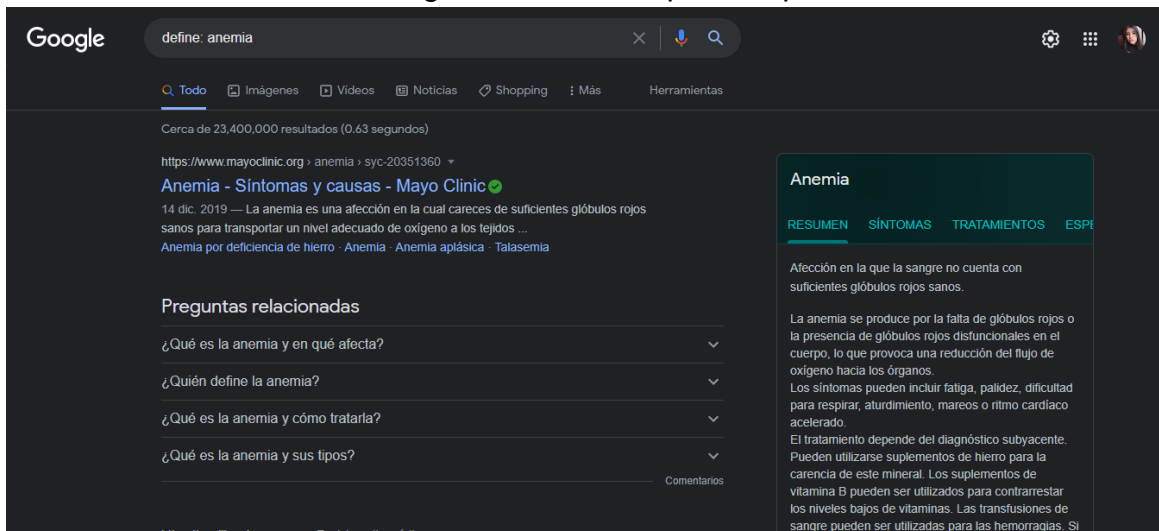 Google
define: anemia
Todo
Imágenes
Vídeos
Noticias
Shopping
Más
Herramientas
Cerca de 23,400,000 resultados (0.63 segundos)
https://www.mayoclinic.org › anemia › syc-20351360
Anemia - Síntomas y causas - Mayo Clinic
14 dic. 2019 — La anemia es una afección en la cual careces de suficientes glóbulos rojos
sanos para transportar un nivel adecuado de oxígeno a los tejidos ...
Anemia por deficiencia de hierro · Anemia · Anemia aplásica · Talasemia
Preguntas relacionadas
¿Qué es la anemia y en qué afecta?
¿Quién define la anemia?
¿Qué es la anemia y cómo tratarla?
¿Qué es la anemia y sus tipos?
Comentarios
Anemia
RESUMEN SÍNTOMAS TRATAMIENTOS ESPE
Afección en la que la sangre no cuenta con
suficientes glóbulos rojos sanos.
La anemia se produce por la falta de glóbulos rojos o
la presencia de glóbulos rojos disfuncionales en el
cuerpo, lo que provoca una reducción del flujo de
oxígeno hacia los órganos.
Los síntomas pueden incluir fatiga, palidez, dificultad
para respirar, aturdimiento, mareos o ritmo cardíaco
acelerado.
El tratamiento depende del diagnóstico subyacente.
Pueden utilizarse suplementos de hierro para la
carencia de este mineral. Los suplementos de
vitamina B pueden ser utilizados para contrarrestar
los niveles bajos de vitaminas. Las transfusiones de
sangre pueden ser utilizadas para las hemorragias. Si